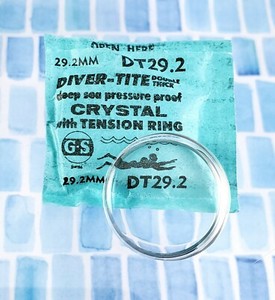 OPEN HERE
29.2MM DT29.2
DIVER-TITE DOUBLE THICK
deep sea pressure proof
CRYSTAL
with TENSION RING
G-S
29.2MM DT29.2